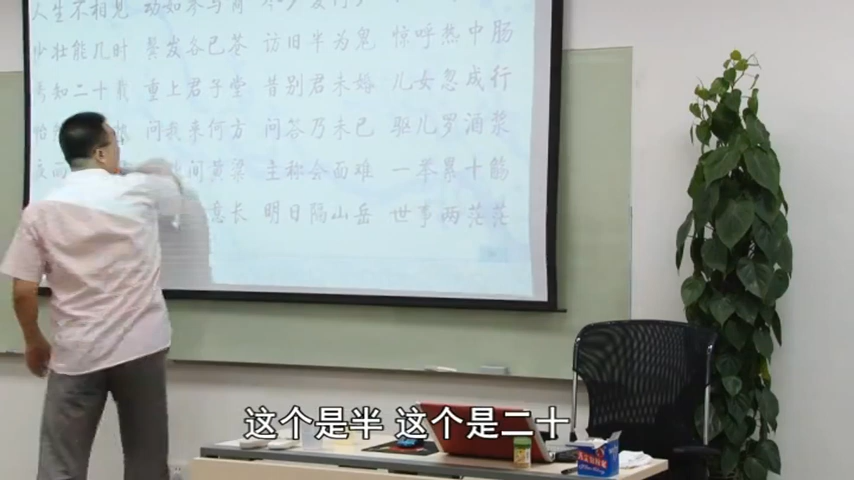 人生不相见 动如参与商
少壮能几时 鬓发各已苍 访旧半为鬼 惊呼热中肠
焉知二十载 重上君子堂 昔别君未婚 儿女忽成行
怡 问我来何方 问答乃未已 驱儿罗酒浆
夜雨 间黄粱 主称会面难 一举累十觞
意长 明日隔山岳 世事两茫茫
这个是半 这个是二十